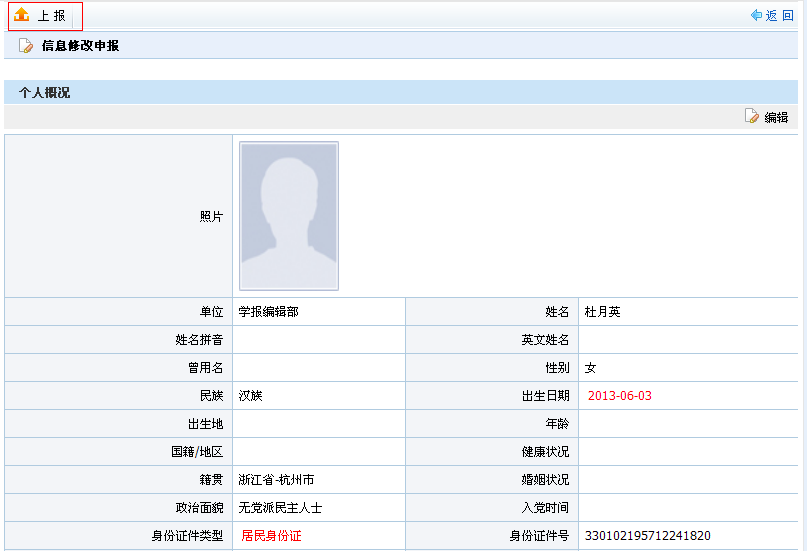 上报 返回
信息修改申报
个人概况
编辑
照片
单位 学报编辑部 姓名 杜月英
姓名拼音 英文姓名
曾用名 性别 女
民族 汉族 出生日期 2013-06-03
出生地 年龄
国籍/地区 健康状况
籍贯 浙江省-杭州市 婚姻状况
政治面貌 无党派民主人士 入党时间
身份证件类型 居民身份证 身份证件号 330102195712241820